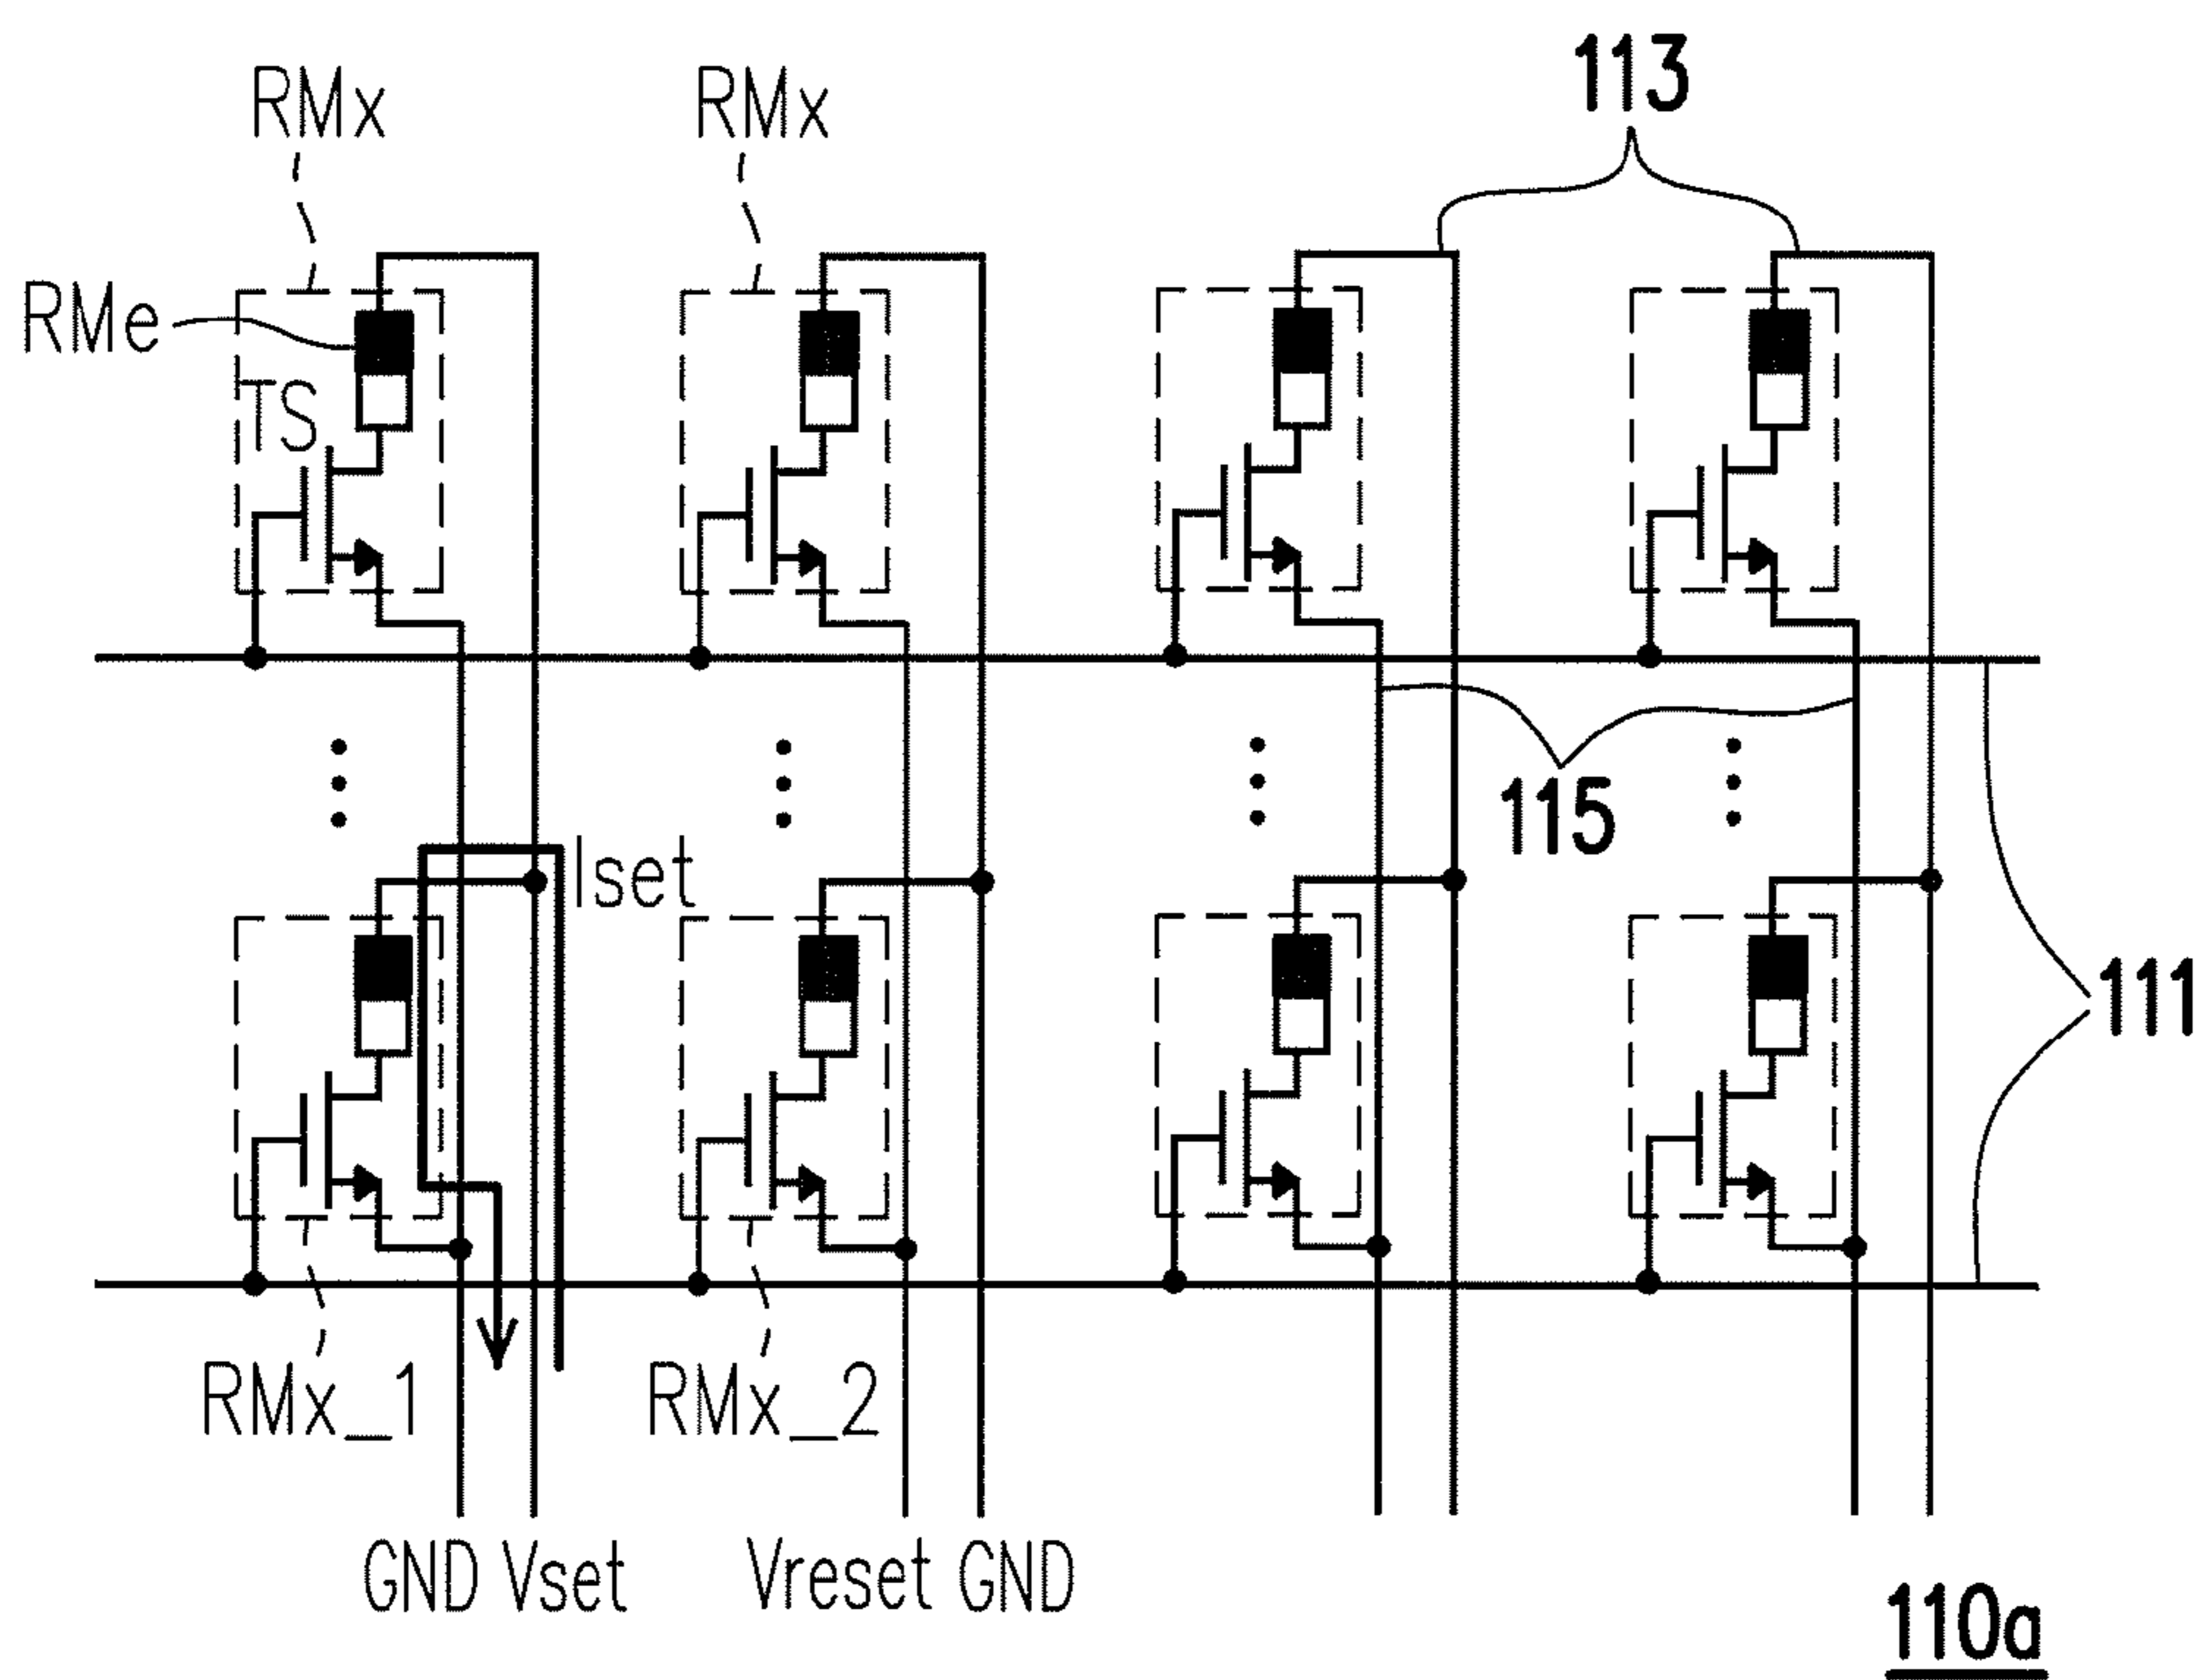 113
RMx
RMx
RMe
TS
115
Iset
111
RMx_1
RMx_2
GND
Vset
Vreset
GND
110a